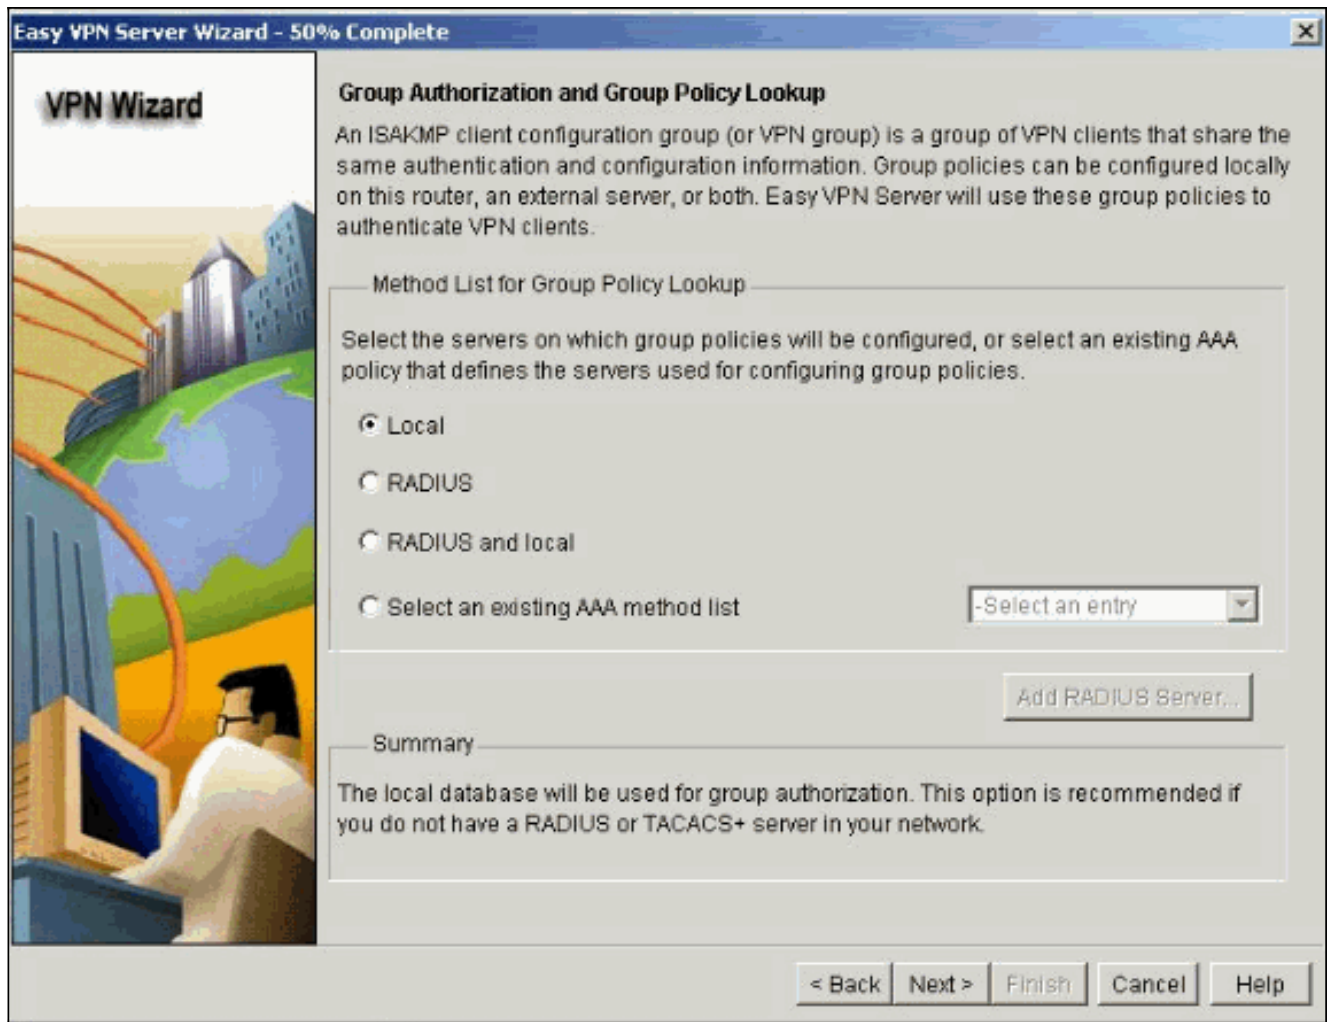 Easy VPN Server Wizard - 50% Complete
VPN Wizard
Group Authorization and Group Policy Lookup
An ISAKMP client configuration group (or VPN group) is a group of VPN clients that share the
same authentication and configuration information. Group policies can be configured locally
on this router, an external server, or both. Easy VPN Server will use these group policies to
authenticate VPN clients.
Method List for Group Policy Lookup
Select the servers on which group policies will be configured, or select an existing AAA
policy that defines the servers used for configuring group policies.
Local
RADIUS
RADIUS and local
Select an existing AAA method list
-Select an entry
Add RADIUS Server...
Summary
The local database will be used for group authorization. This option is recommended if
you do not have a RADIUS or TACACS+ server in your network.
< Back
Next >
Finish
Cancel
Help